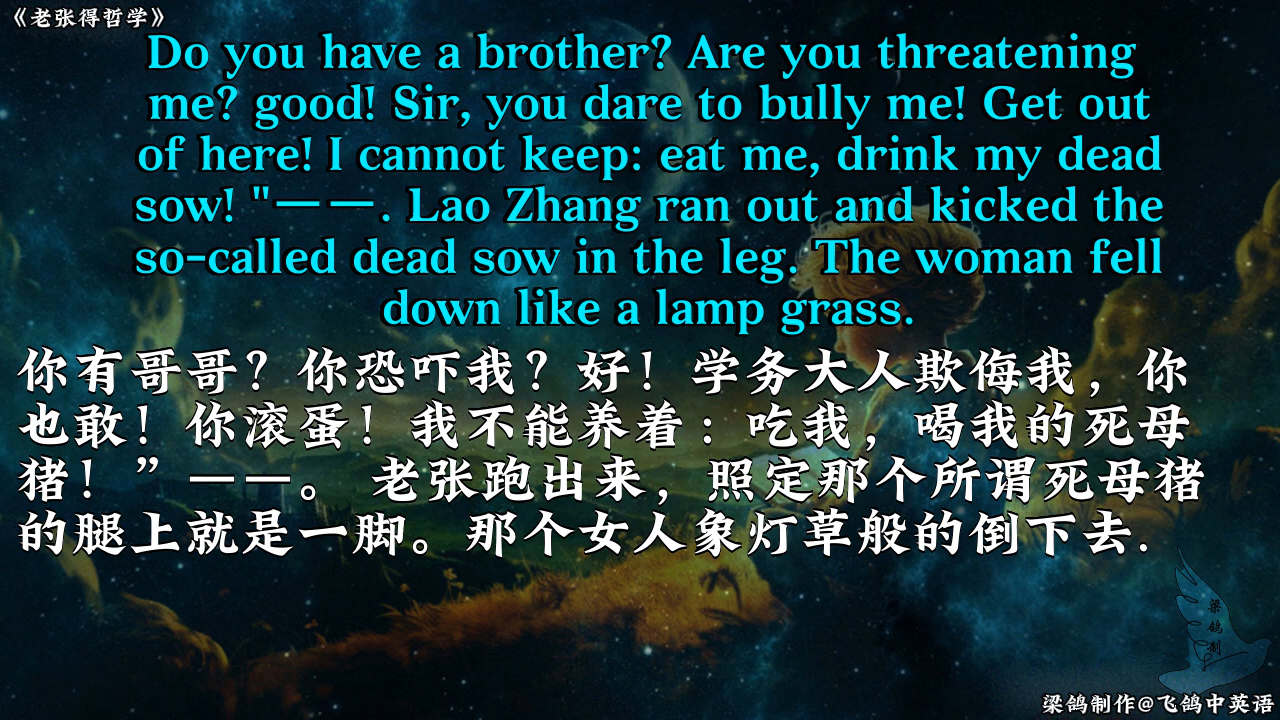 《老张得哲学》
Do you have a brother? Are you threatening
me? good! Sir, you dare to bully me! Get out
of here! I cannot keep: eat me, drink my dead
sow! "——. Lao Zhang ran out and kicked the
so-called dead sow in the leg. The woman fell
down like a lamp grass.
你有哥哥？你恐吓我？好！学务大人欺侮我，你
也敢！你滚蛋！我不能养着：吃我，喝我的死母
猪！”——。 老张跑出来，照定那个所谓死母猪
的腿上就是一脚。那个女人象灯草般的倒下去.
梁鸽制
梁鸽制作@飞鸽中英语